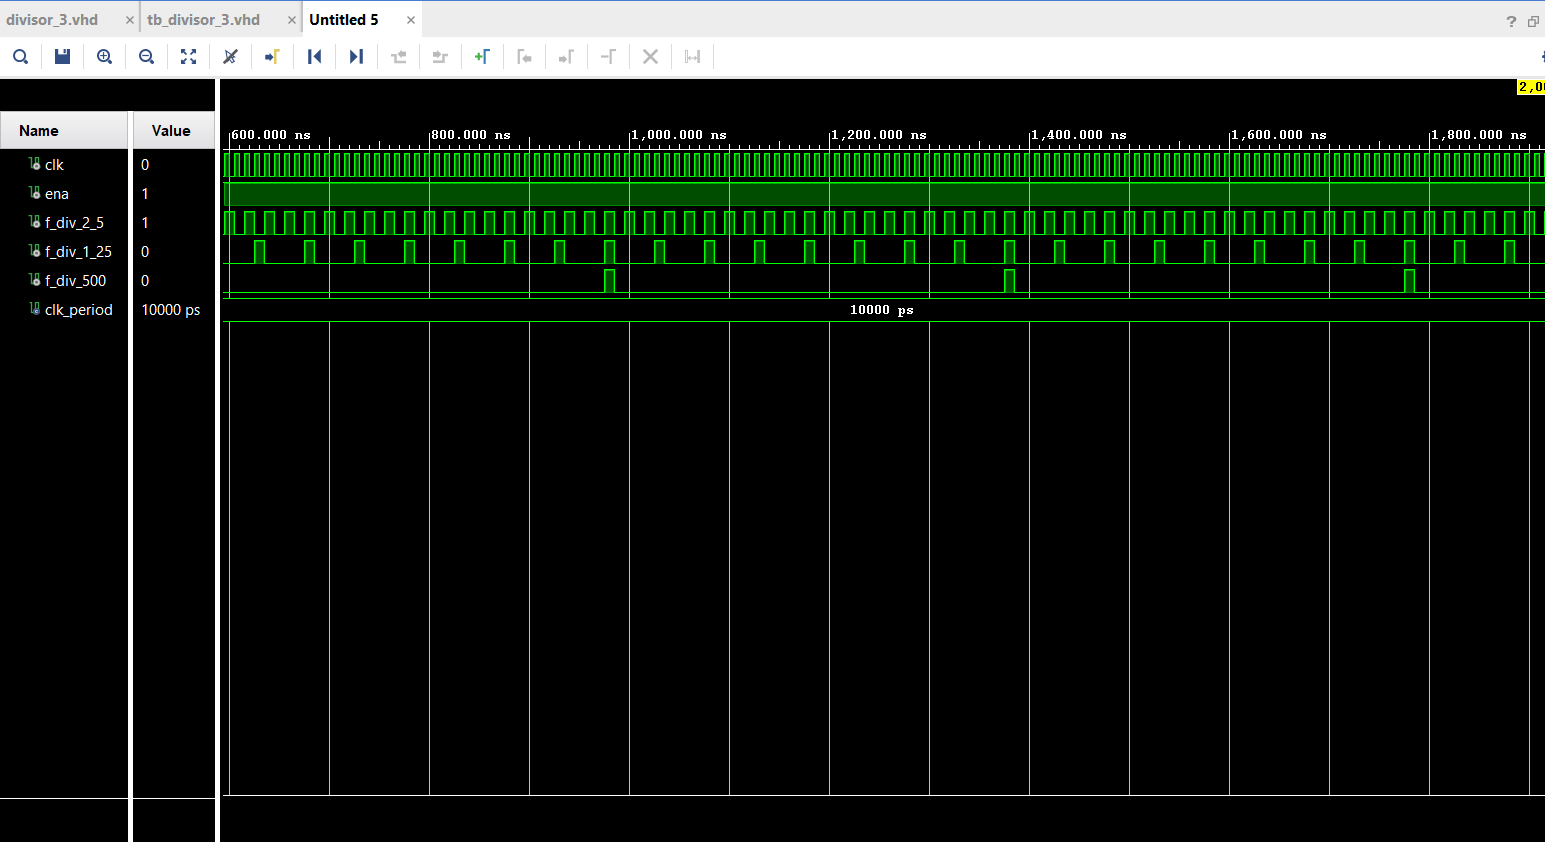 divisor_3.vhd × tb_divisor_3.vhd × Untitled 5 ×
?
2,00
Name Value
600.000 ns 800.000 ns 1,000.000 ns 1,200.000 ns 1,400.000 ns 1,600.000 ns 1,800.000 ns
clk 0
ena 1
f_div_2_5 1
f_div_1_25 0
f_div_500 0
clk_period 10000 ps 10000 ps